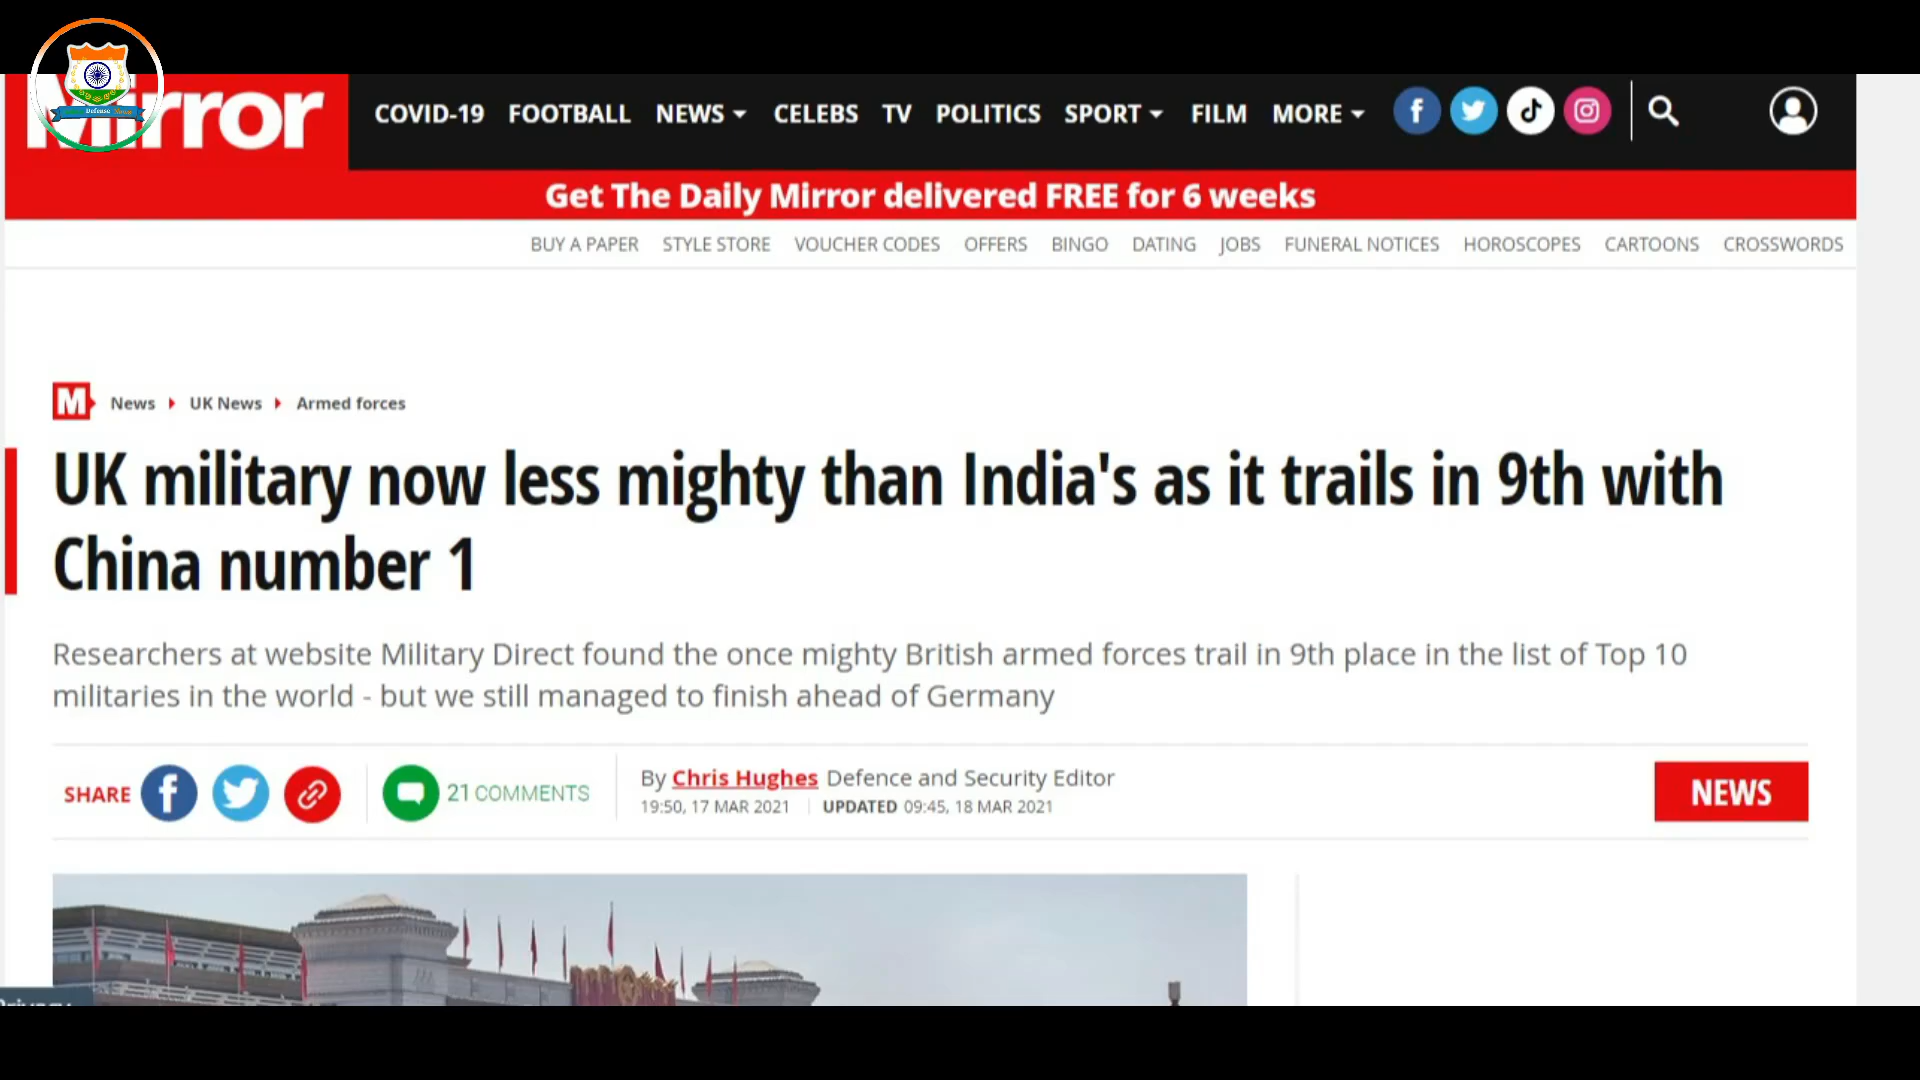 Defense
Mirror
COVID-19 FOOTBALL NEWS CELEBS TV POLITICS SPORT FILM MORE
Get The Daily Mirror delivered FREE for 6 weeks
BUY A PAPER STYLE STORE VOUCHER CODES OFFERS BINGO DATING JOBS FUNERAL NOTICES HOROSCOPES CARTOONS CROSSWORDS
M News UK News Armed forces
UK military now less mighty than India's as it trails in 9th with
China number 1
Researchers at website Military Direct found the once mighty British armed forces trail in 9th place in the list of Top 10
militaries in the world - but we still managed to finish ahead of Germany
SHARE 21 COMMENTS
By Chris Hughes Defence and Security Editor
19:50, 17 MAR 2021 UPDATED 09:45, 18 MAR 2021
NEWS
Privacy